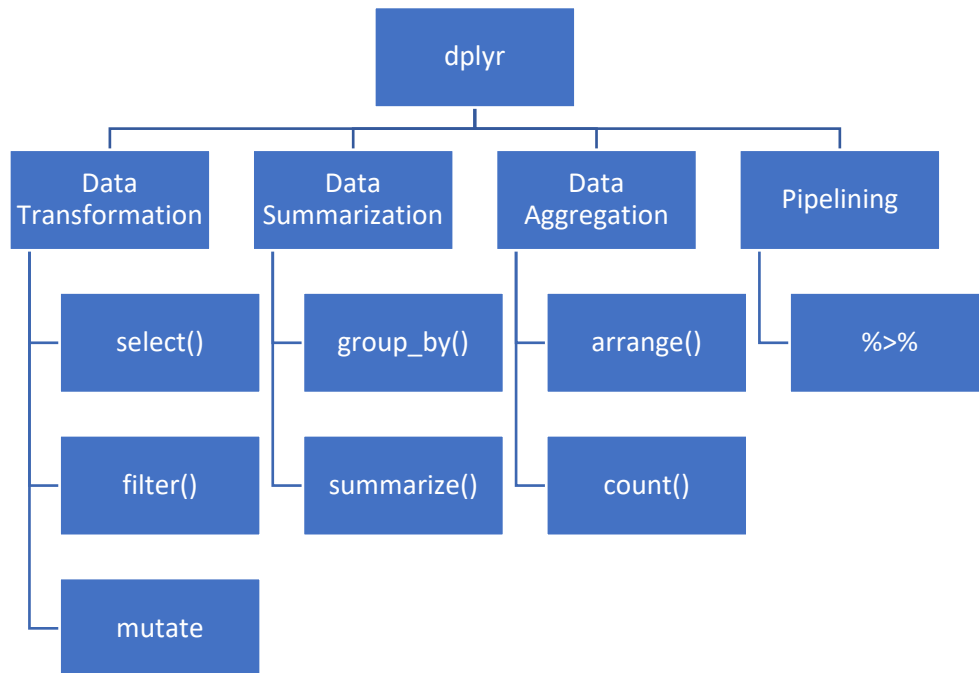 dplyr
Data
Transformation
Data
Summarization
Data
Aggregation
Pipelining
select()
group_by()
arrange()
%>%
filter()
summarize()
count()
mutate